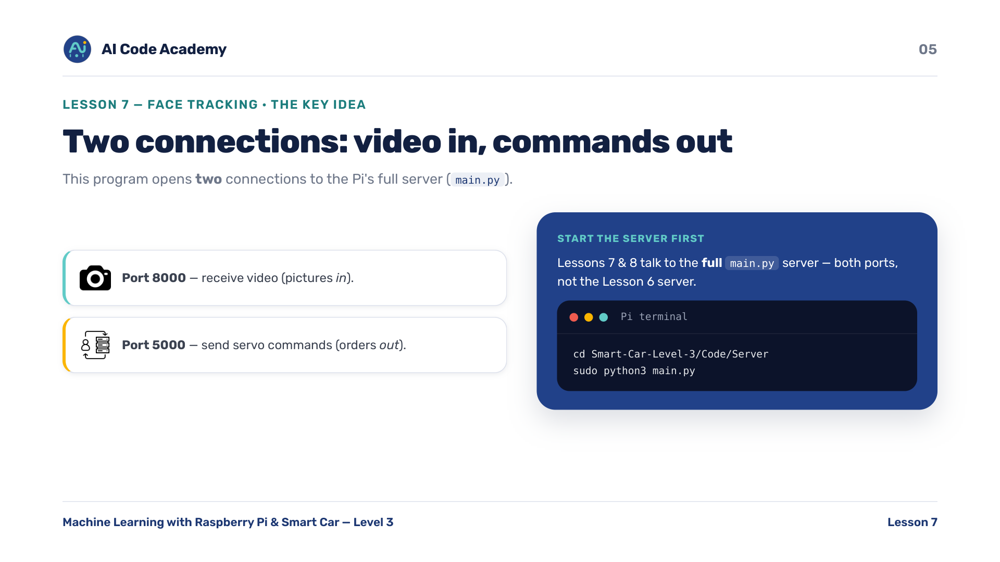 AI Code Academy
05
LESSON 7 — FACE TRACKING • THE KEY IDEA
Two connections: video in, commands out
This program opens two connections to the Pi's full server ( main.py ).
Port 8000 — receive video (pictures in).
Port 5000 — send servo commands (orders out).
START THE SERVER FIRST
Lessons 7 & 8 talk to the full main.py server — both ports,
not the Lesson 6 server.
Pi terminal
cd Smart-Car-Level-3/Code/Server
sudo python3 main.py
Machine Learning with Raspberry Pi & Smart Car — Level 3
Lesson 7